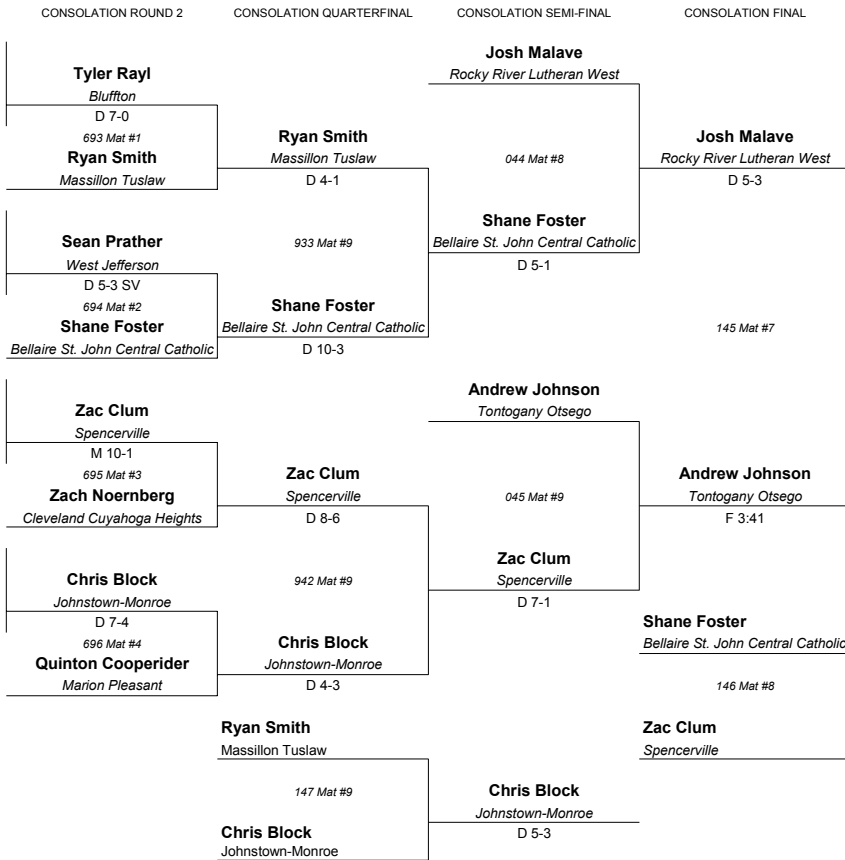 CONSOLATION ROUND 2
CONSOLATION QUARTERFINAL
CONSOLATION SEMI-FINAL
CONSOLATION FINAL
Tyler Rayl
Bluffton
D 7-0
693 Mat #1
Ryan Smith
Massillon Tuslaw
Sean Prather
West Jefferson
D 5-3 SV
694 Mat #2
Shane Foster
Bellaire St. John Central Catholic
Zac Clum
Spencerville
M 10-1
695 Mat #3
Zach Noernberg
Cleveland Cuyahoga Heights
Chris Block
Johnstown-Monroe
D 7-4
696 Mat #4
Quinton Cooperider
Marion Pleasant
Ryan Smith
Massillon Tuslaw
D 4-1
933 Mat #9
Shane Foster
Bellaire St. John Central Catholic
D 10-3
Zac Clum
Spencerville
D 8-6
942 Mat #9
Chris Block
Johnstown-Monroe
D 4-3
Ryan Smith
Massillon Tuslaw
147 Mat #9
Chris Block
Johnstown-Monroe
Josh Malave
Rocky River Lutheran West
044 Mat #8
Shane Foster
Bellaire St. John Central Catholic
D 5-1
Andrew Johnson
Tontogany Otsego
045 Mat #9
Zac Clum
Spencerville
D 7-1
Chris Block
Johnstown-Monroe
D 5-3
Josh Malave
Rocky River Lutheran West
D 5-3
145 Mat #7
Andrew Johnson
Tontogany Otsego
F 3:41
Shane Foster
Bellaire St. John Central Catholic
146 Mat #8
Zac Clum
Spencerville